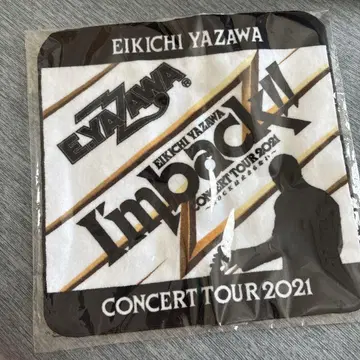 EIKICHI YAZAWA
E.YAZAWA®
EIKICHI YAZAWA
I'm back!!
CONCERT TOUR 2021
CONCERT TOUR 2021